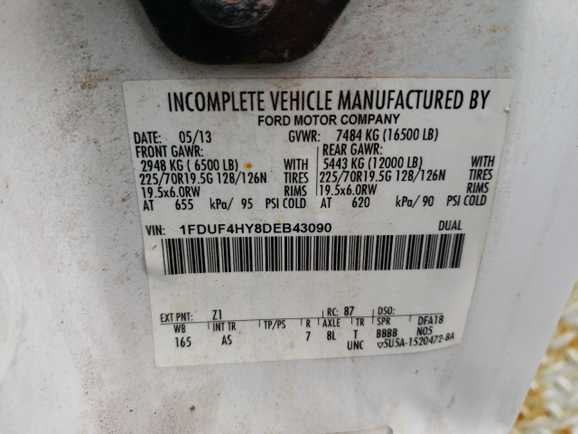 INCOMPLETE VEHICLE MANUFACTURED BY
FORD MOTOR COMPANY
DATE: 05/13 GVWR: 7484 KG (16500 LB)
FRONT GAWR: REAR GAWR:
2948 KG ( 6500 LB) WITH 5443 KG (12000 LB) WITH
225/70R19.5G 128/126N TIRES 225/70R19.5G 128/126N TIRES
19.5x6.0RW RIMS 19.5x6.0RW RIMS
AT 655 kPa/ 95 PSI COLD AT 620 kPa/ 90 PSI COLD
VIN: 1FDUF4HY8DEB43090 DUAL
EXT PNT: Z1 RC: 87 DSO:
WB INT TR TP/PS R AXLE TR SPR DFA18
165 AS 7 8L T BBBB N05
UNC ▽5U5A-1520472-BA